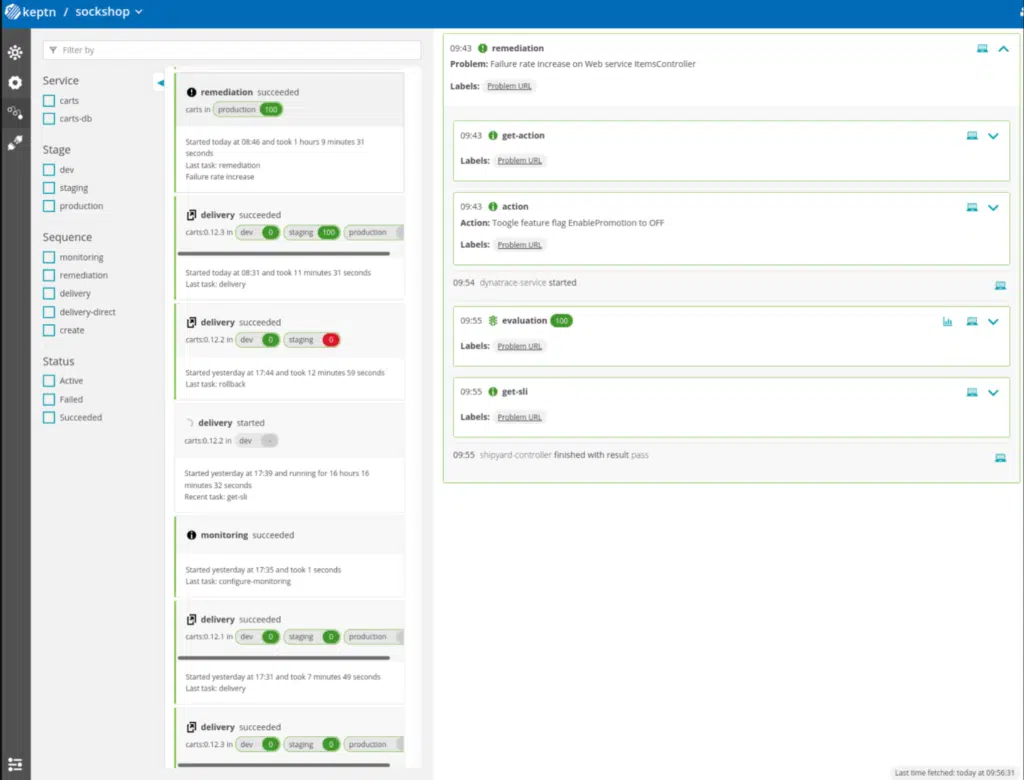 keptn / sockshop
Filter by
Service
carts
carts-db
Stage
dev
staging
production
Sequence
monitoring
remediation
delivery
delivery-direct
create
Status
Active
Failed
Succeeded
remediation succeeded
carts in production 100
Started today at 08:46 and took 1 hours 9 minutes 31
seconds
Last task: remediation
Failure rate increase
delivery succeeded
carts:0.12.3 in dev 0 staging 100 production
Started today at 08:31 and took 11 minutes 31 seconds
Last task: delivery
delivery succeeded
carts:0.12.2 in dev 0 staging 0
Started yesterday at 17:44 and took 12 minutes 59 seconds
Last task: rollback
delivery started
carts:0.12.2 in dev -
Started yesterday at 17:39 and running for 16 hours 16
minutes 32 seconds
Recent task: get-sli
monitoring succeeded
Started yesterday at 17:35 and took 1 seconds
Last task: configure-monitoring
delivery succeeded
carts:0.12.1 in dev 0 staging 0 production
Started yesterday at 17:31 and took 7 minutes 49 seconds
Last task: delivery
delivery succeeded
carts:0.12.3 in dev 0 staging 0 production
09:43 remediation
Problem: Failure rate increase on Web service ItemsController
Labels: Problem URL
09:43 get-action
Labels: Problem URL
09:43 action
Action: Toogle feature flag EnablePromotion to OFF
Labels: Problem URL
09:54 dynatrace-service started
09:55 evaluation 100
Labels: Problem URL
09:55 get-sli
Labels: Problem URL
09:55 shipyard-controller finished with result pass
Last time fetched: today at 09:56:31